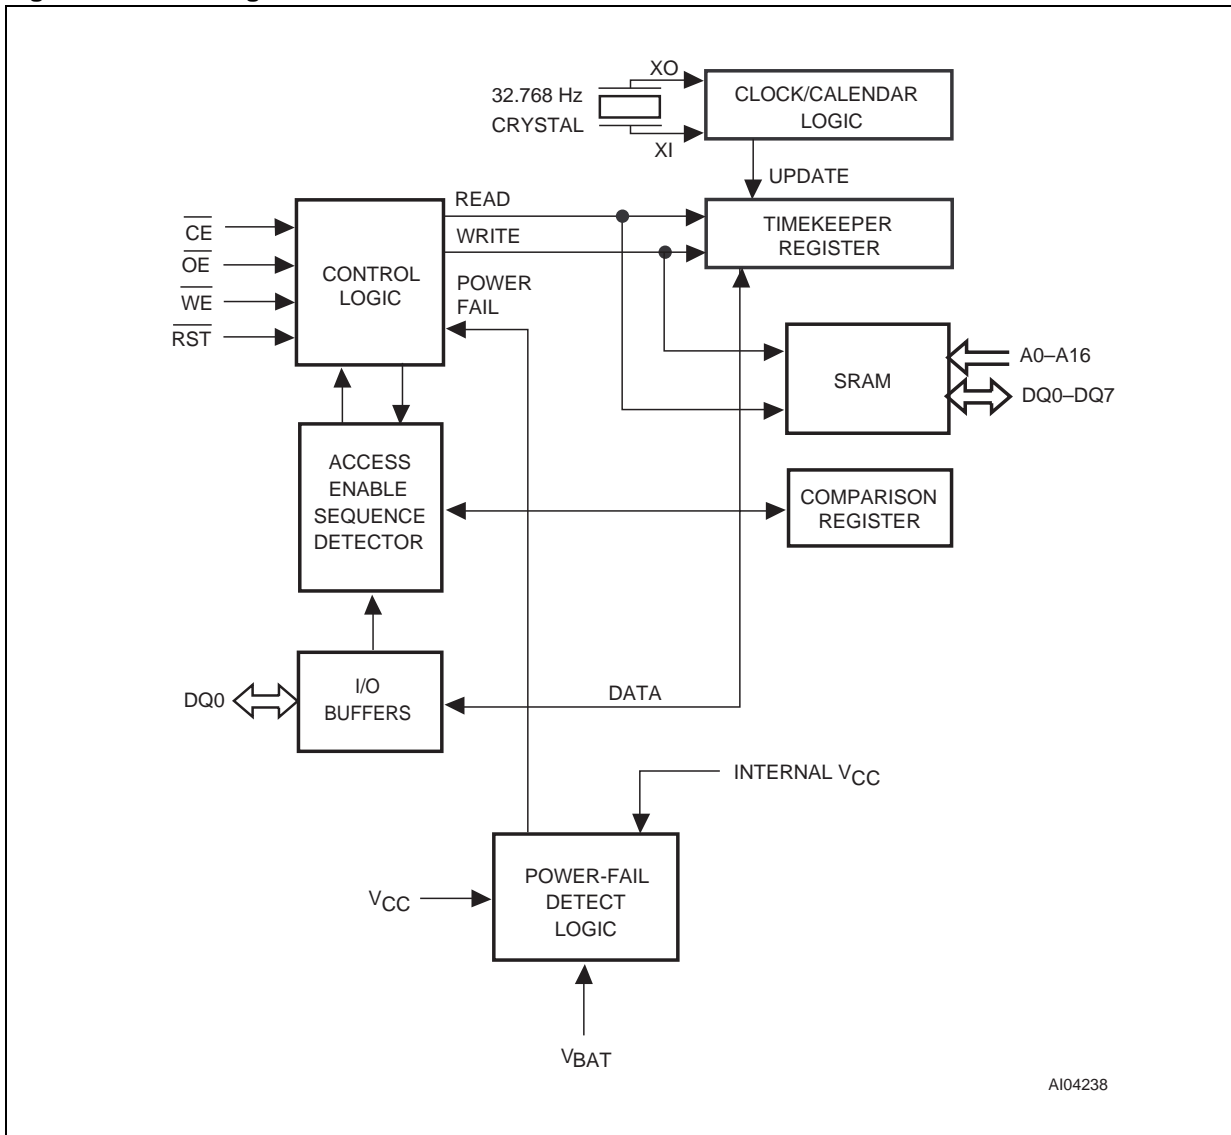 XO
32.768 Hz
CRYSTAL
XI
CLOCK/CALENDAR
LOGIC
UPDATE
READ
WRITE
POWER
FAIL
TIMEKEEPER
REGISTER
CE
OE
WE
RST
CONTROL
LOGIC
SRAM
A0–A16
DQ0–DQ7
ACCESS
ENABLE
SEQUENCE
DETECTOR
COMPARISON
REGISTER
DQ0
I/O
BUFFERS
DATA
INTERNAL VCC
VCC
POWER-FAIL
DETECT
LOGIC
VBAT
AI04238